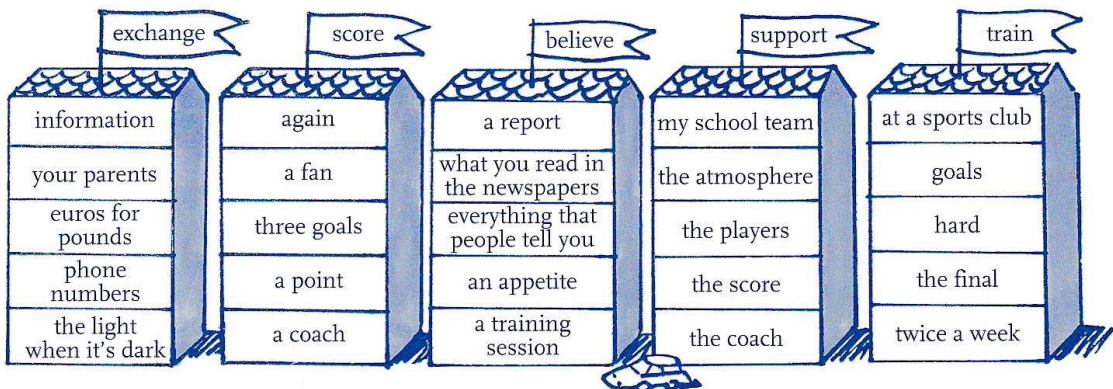 exchange
score
believe
support
train
information
your parents
euros for
pounds
phone
numbers
the light
when it's dark
again
a fan
three goals
a point
a coach
a report
what you read in
the newspapers
everything that
people tell you
an appetite
a training
session
my school team
the atmosphere
the players
the score
the coach
at a sports club
goals
hard
the final
twice a week